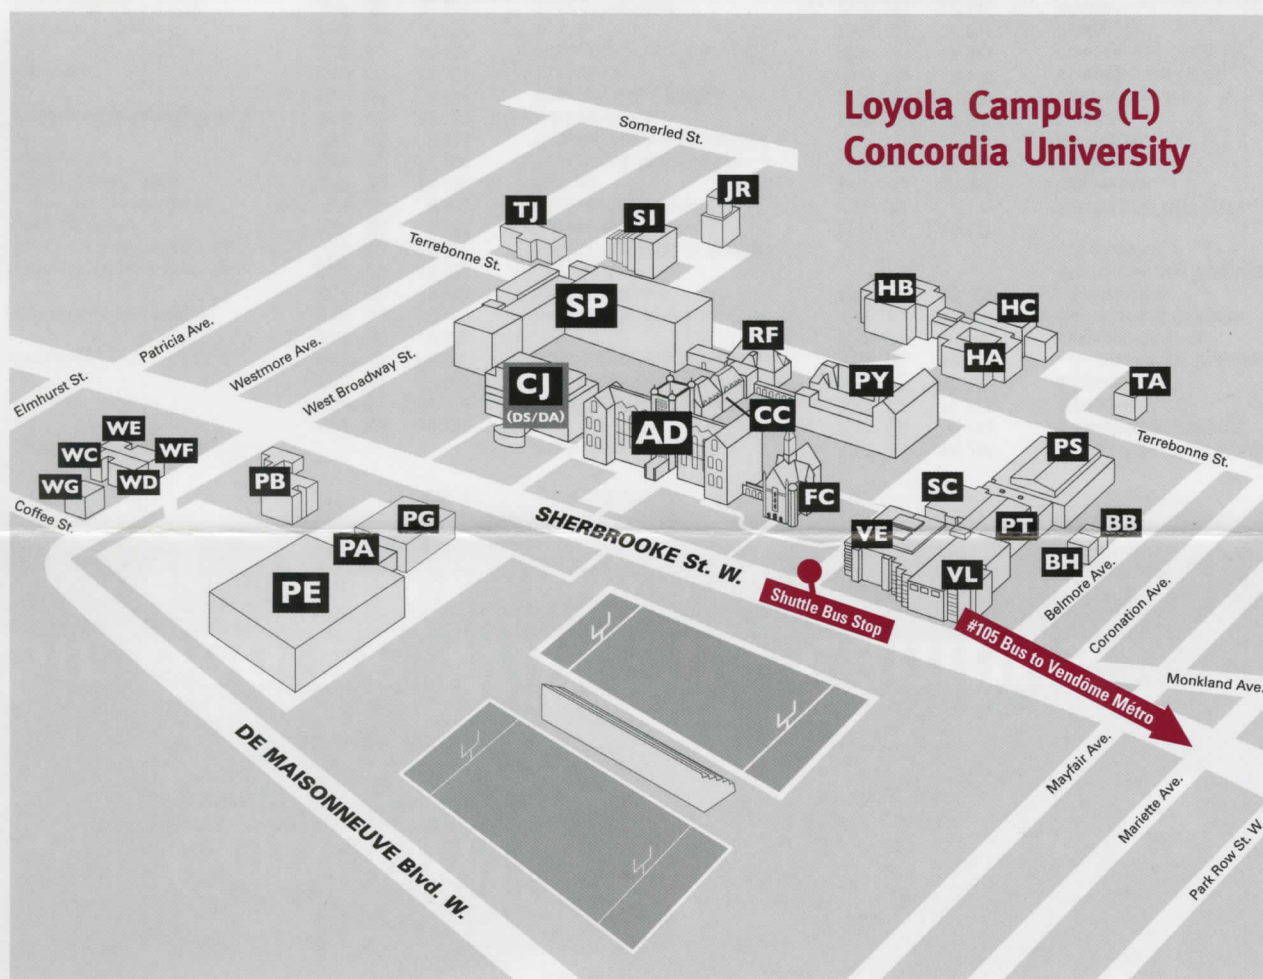 Loyola Campus (L)
Concordia University
Somerled St.
JR
TJ
SI
Terrebonne St.
HB
SP
HC
RF
Patricia Ave.
HA
Westmore Ave.
CJ
(DS/DA)
PY
TA
West Broadway St.
Elmhurst St.
CC
AD
WE
WF
WC
WD
WG
PB
PS
Terrebonne St.
SC
FC
Coffee St.
PG
SHERBROOKE St. W.
VE
PT
BB
PA
BH
VL
PE
Shuttle Bus Stop
Belmore Ave.
Coronation Ave.
#105 Bus to Vendôme Métro
Monkland Ave.
DE MAISONNEUVE Blvd. W.
Mayfair Ave.
Mariette Ave.
Park Row St. W